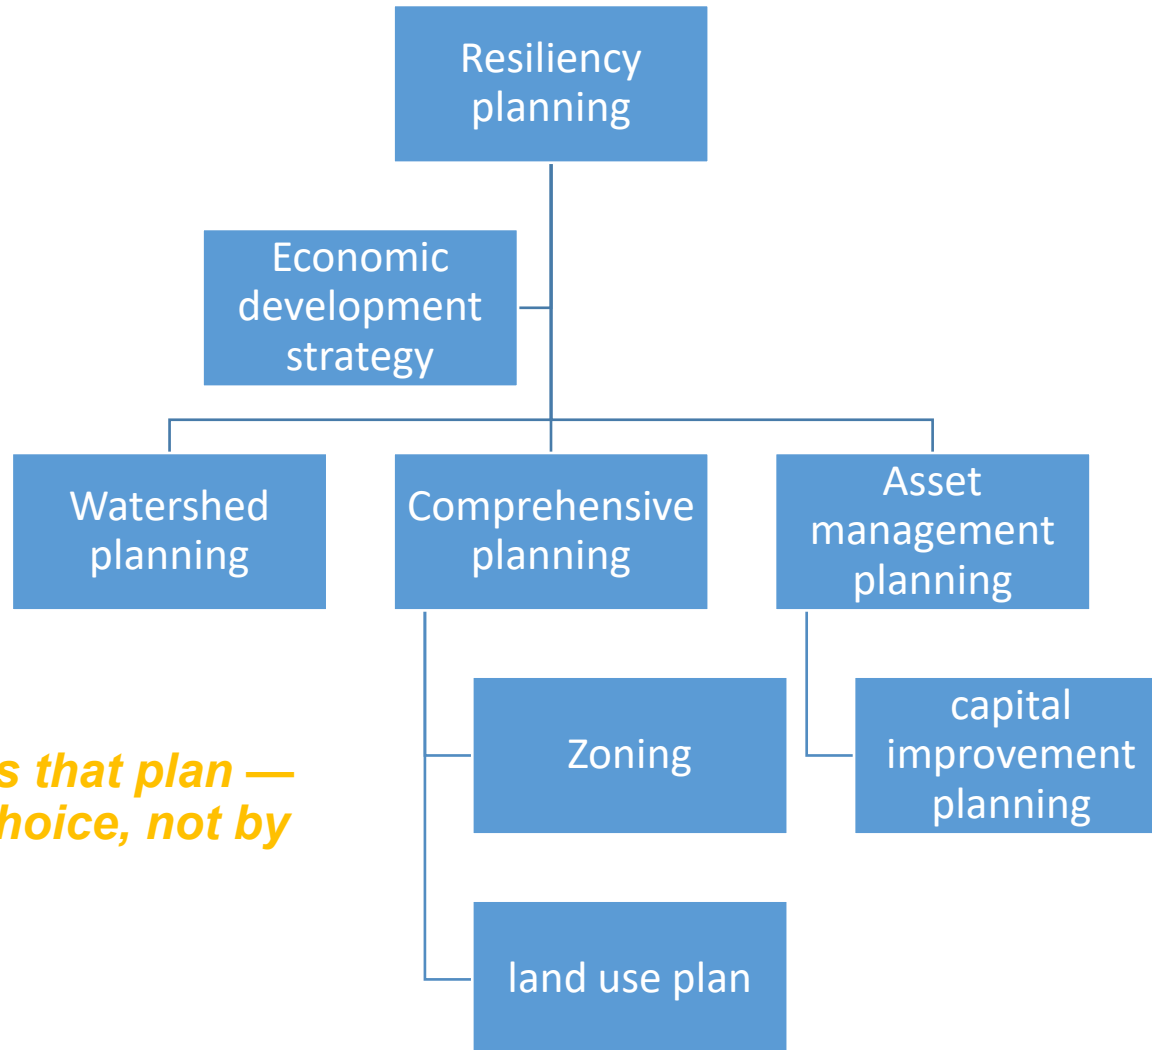 Resiliency
planning
Economic
development
strategy
Watershed
planning
Comprehensive
planning
Asset
management
planning
Zoning
capital
improvement
planning
that plan —
not by
land use plan